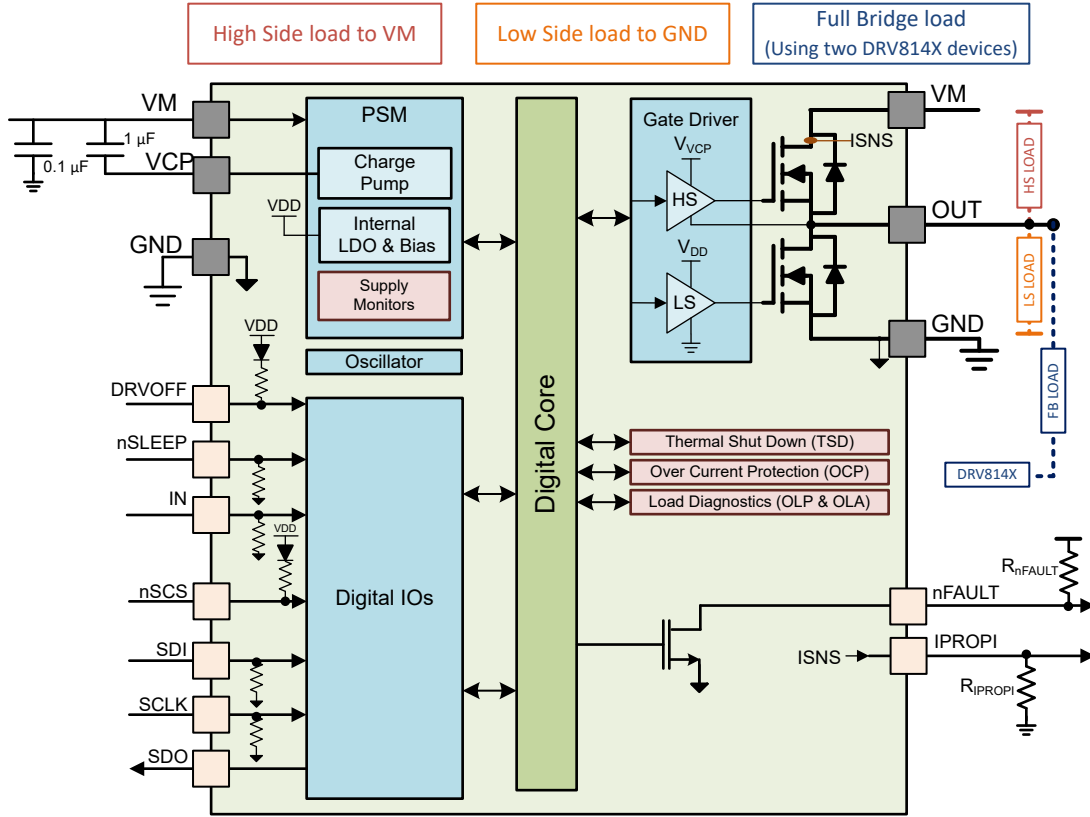 High Side load to VM
Low Side load to GND
Full Bridge load
(Using two DRV814X devices)
VM
1 µF
0.1 µF
VCP
GND
PSM
Charge
Pump
VDD
Internal
LDO & Bias
Supply
Monitors
Oscillator
Digital Core
Gate Driver
VVCP
HS
VDD
LS
ISNS
VM
OUT
GND
HS LOAD
LS LOAD
FB LOAD
DRV814X
VDD
DRVOFF
nSLEEP
IN
VDD
nSCS
SDI
SCLK
SDO
Digital IOs
Thermal Shut Down (TSD)
Over Current Protection (OCP)
Load Diagnostics (OLP & OLA)
RnFAULT
nFAULT
ISNS
IPROPI
RIPROPI